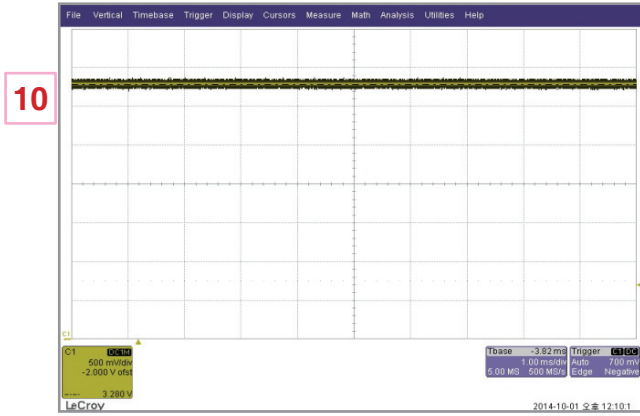 File Vertical Timebase Trigger Display Cursors Measure Math Analysis Utilities Help
10
C1
C1 DC1M
500 mV/div
-2.000 V ofst
3.280 V
Tbase -3.82 ms
1.00 ms/div
5.00 MS 500 MS/s
Trigger C1 DC
Auto 700 mV
Edge Negative
LeCroy
2014-10-01 오후 12:10:1